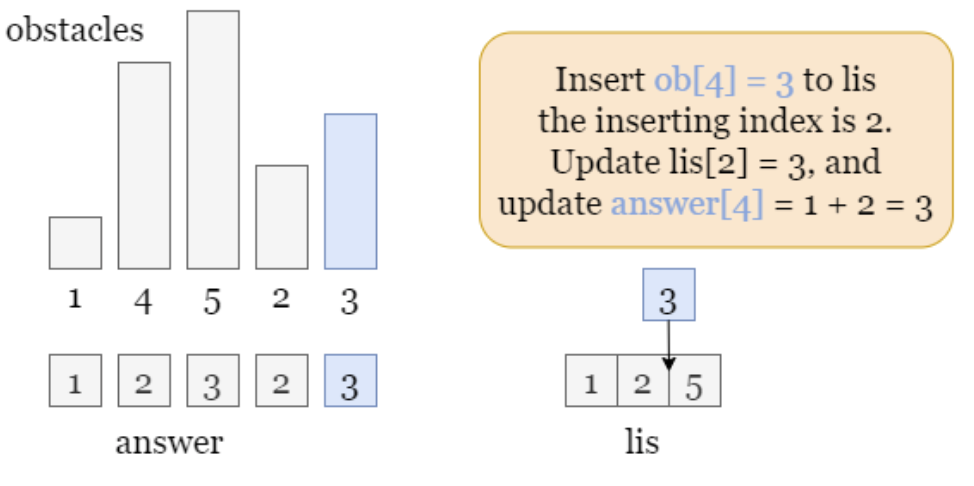 obstacles
1 4 5 2 3
1 2 3 2 3
answer
Insert ob[4] = 3 to lis
the inserting index is 2.
Update lis[2] = 3, and
update answer[4] = 1 + 2 = 3
3
1 2 5
lis